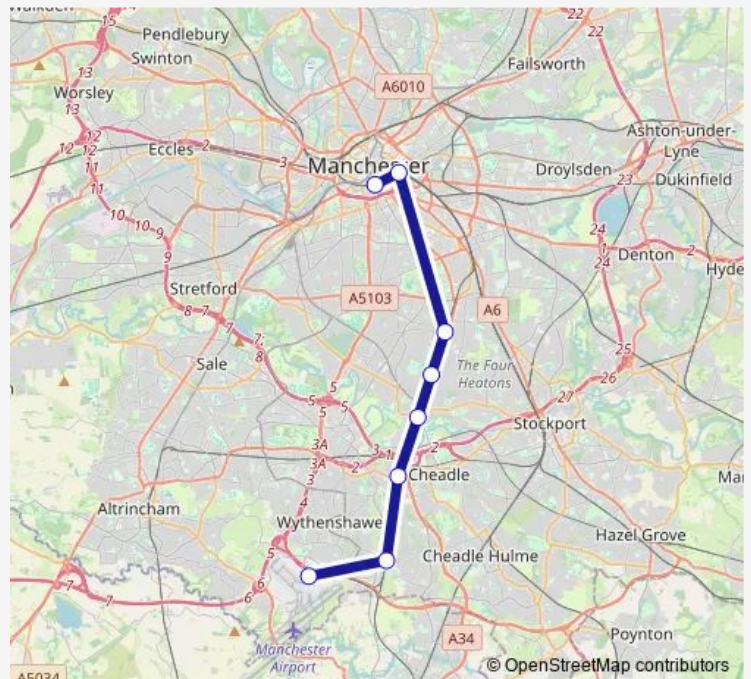 15
22
22
Pendlebury
Swinton
Failsworth
13
A6010
Worsley
13
Ashton-under-
Lyne
12
12
12
Eccles
2
3
Manchester
Droylsden
11
23
Dukinfield
11
10
10
24
9
1
24
Denton
2
Hyde
9
Stretford
A5103
A6
8
7
7
7
8
Sale
The Four
Heatons
25
26
5
5
5
5
27
Stockport
3A
3A
3
1
2
2
3
Cheadle
4
Altrincham
Wythenshawe
Hazel Grove
5
Cheadle Hulme
7
7
6
6
A34
Poynton
Manchester
Airport
© OpenStreetMap contributors
A5034